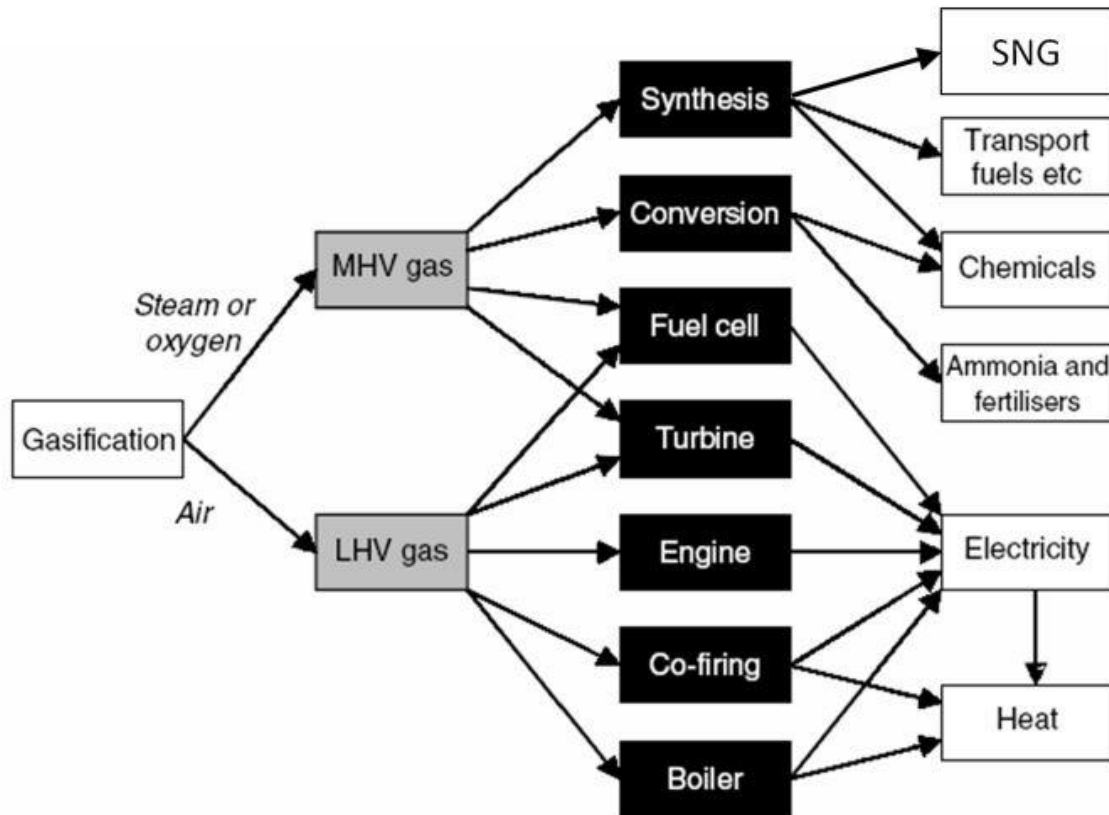 Gasification
Steam or
oxygen
Air
MHV gas
LHV gas
Synthesis
Conversion
Fuel cell
Turbine
Engine
Co-firing
Boiler
SNG
Transport
fuels etc
Chemicals
Ammonia and
fertilisers
Electricity
Heat